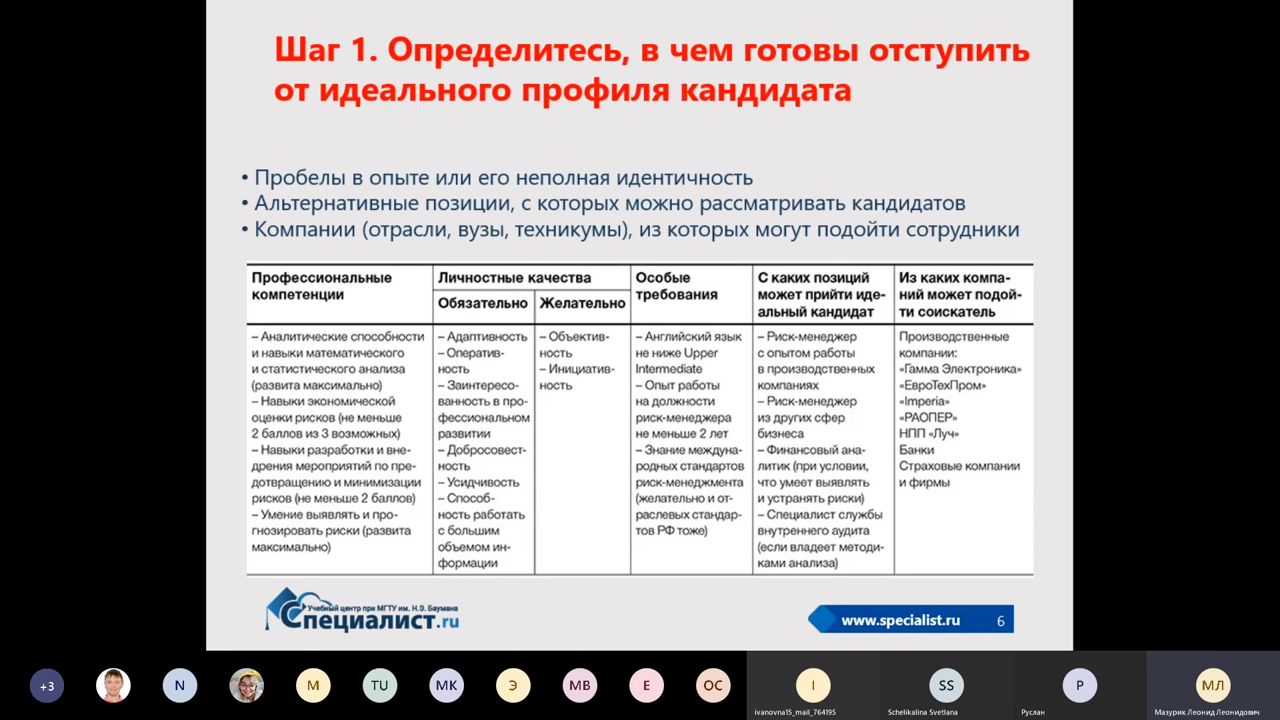 Шаг 1. Определитесь, в чем готовы отступить
от идеального профиля кандидата
• Пробелы в опыте или его неполная идентичность
• Альтернативные позиции, с которых можно рассматривать кандидатов
• Компании (отрасли, вузы, техникумы), из которых могут подойти сотрудники
Профессиональные
компетенции
Личностные качества
Обязательно
Желательно
Особые
требования
С каких позиций
может прийти иде-
альный кандидат
Из каких компа-
ний может подой-
ти соискатель
– Аналитические способности
и навыки математического
и статистического анализа
(развита максимально)
– Навыки экономической
оценки рисков (не меньше
2 баллов из 3 возможных)
– Навыки разработки и вне-
дрения мероприятий по пре-
дотвращению и минимизации
рисков (не меньше 2 баллов)
– Умение выявлять и про-
гнозировать риски (развита
максимально)
– Адаптивность
– Оператив-
ность
– Заинтересо-
ванность в про-
фессиональном
развитии
– Добросовест-
ность
– Усидчивость
– Способ-
ность работать
с большим
объемом ин-
формации
– Объектив-
ность
– Инициатив-
ность
– Английский язык
не ниже Upper
Intermediate
– Опыт работы
на должности
риск-менеджера
не меньше 2 лет
– Знание междуна-
родных стандартов
риск-менеджмента
(желательно и от-
раслевых стандар-
тов РФ тоже)
– Риск-менеджер
с опытом работы
в производственных
компаниях
– Риск-менеджер
из других сфер
бизнеса
– Финансовый ана-
литик (при условии,
что умеет выявлять
и устранять риски)
– Специалист службы
внутреннего аудита
(если владеет методи-
ками анализа)
Производственные
компании:
«Гамма Электроника»
«ЕвроТехПром»
«Imperia»
«РАОПЕР»
НПП «Луч»
Банки
Страховые компании
и фирмы
Учебный центр при МГТУ им. Н.Э. Баумана
Специалист.ru
www.specialist.ru
6
+3
N
M
TU
МК
Э
МВ
Е
ОС
I
SS
Р
МЛ
ivanovna15_mail_764195
Schelikalina Svetlana
Руслан
Мазурик Леонид Леонидович